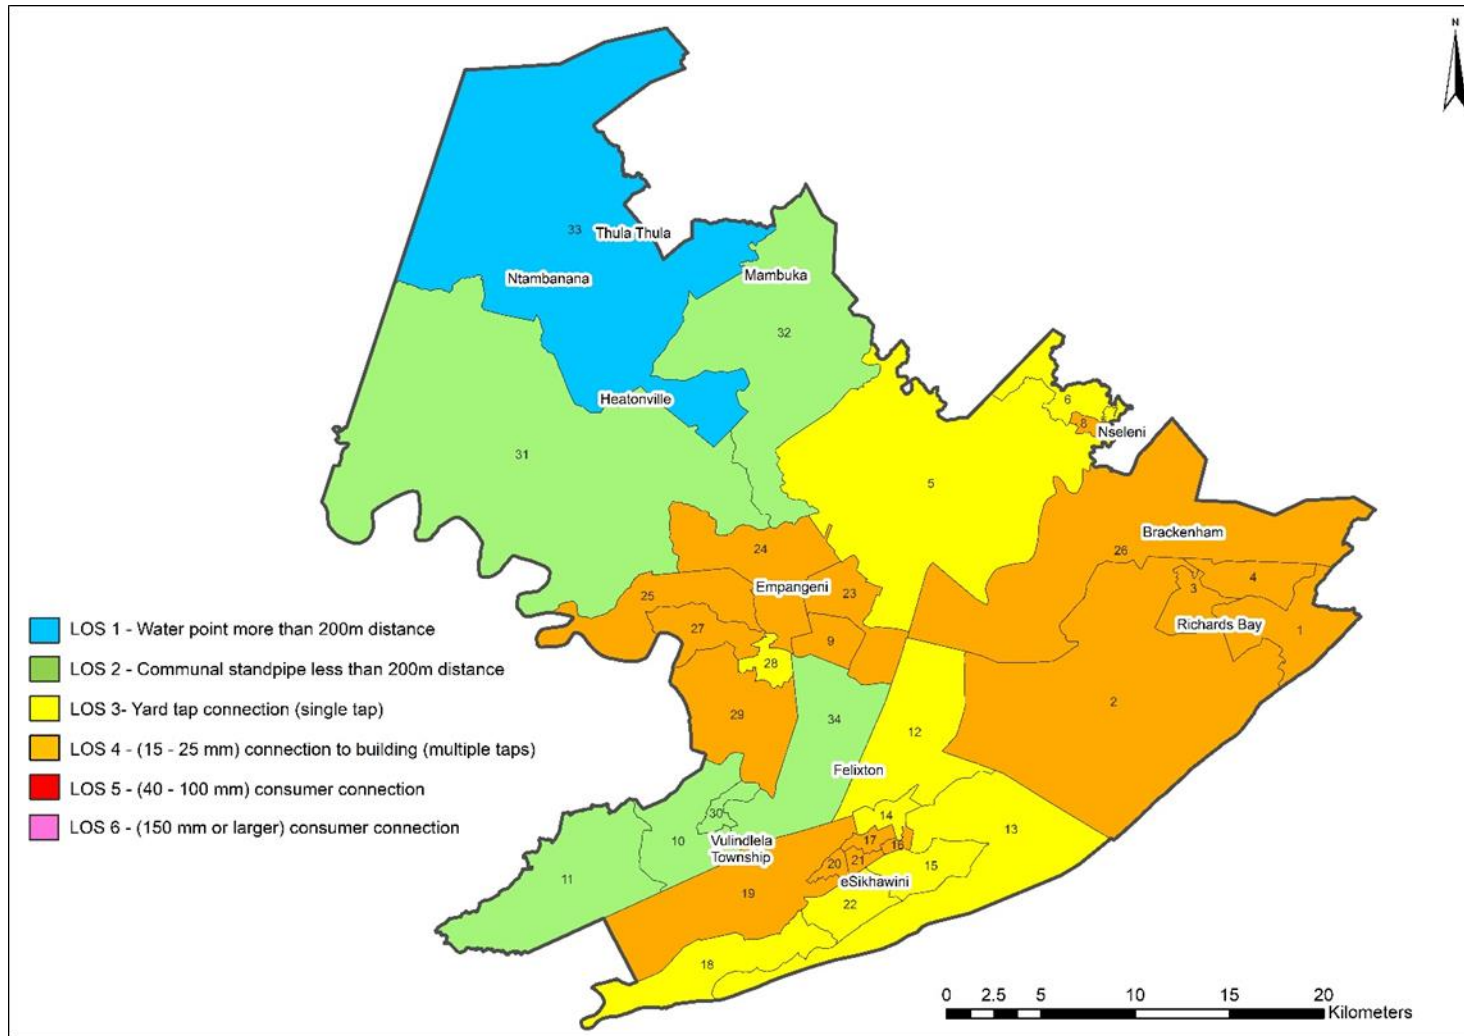 N
33
Thula Thula
Ntambanana
Mambuka
32
Heatonville
6
8
Nseleni
31
5
Brackenham
24
26
Empangeni
4
3
25
23
Richards Bay
1
27
9
28
2
29
34
12
Felixton
30
14
13
10
Vulindlela
Township
17
16
15
20
21
11
eSikhawini
19
22
18
LOS 1 - Water point more than 200m distance
LOS 2 - Communal standpipe less than 200m distance
LOS 3- Yard tap connection (single tap)
LOS 4 - (15 - 25 mm) connection to building (multiple taps)
LOS 5 - (40 - 100 mm) consumer connection
LOS 6 - (150 mm or larger) consumer connection
0 2.5 5 10 15 20
Kilometers